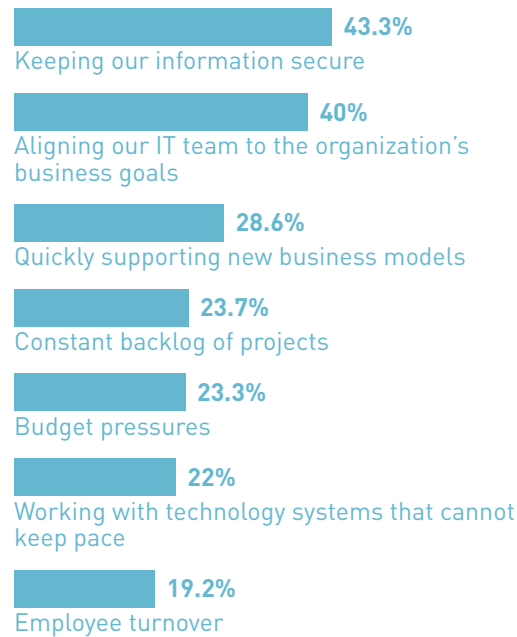 43.3%
Keeping our information secure
40%
Aligning our IT team to the organization's
business goals
28.6%
Quickly supporting new business models
23.7%
Constant backlog of projects
23.3%
Budget pressures
22%
Working with technology systems that cannot
keep pace
19.2%
Employee turnover